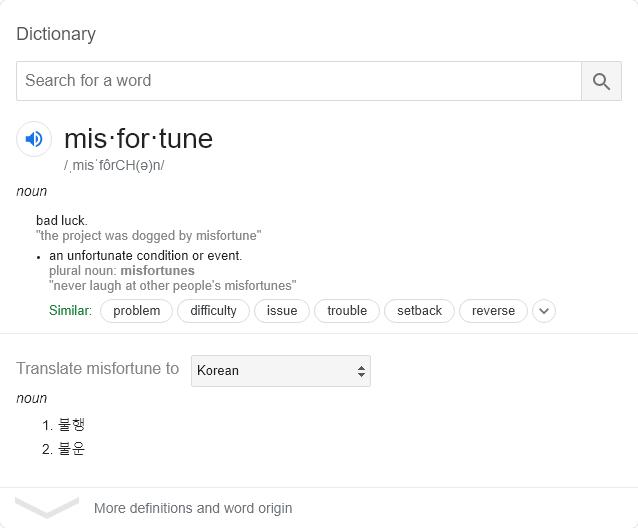 Dictionary
Search for a word
mis·for·tune
/ˌmisˈfôrCH(ə)n/
noun
bad luck.
"the project was dogged by misfortune"
• an unfortunate condition or event.
plural noun: misfortunes
"never laugh at other people's misfortunes"
Similar: problem difficulty issue trouble setback reverse
Translate misfortune to Korean
noun
1. 불행
2. 불운
More definitions and word origin